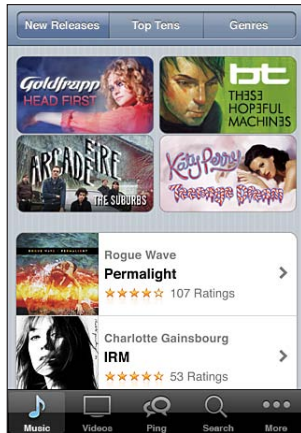 New Releases Top Tens Genres
Goldfrapp
HEAD FIRST
bt
THESE
HOPEFUL
MACHINES
ARCADE FIRE
THE SUBURBS
Katy Perry
Teenage Dream
Rogue Wave
Permalight
107 Ratings
Charlotte Gainsbourg
IRM
53 Ratings
Music Videos Ping Search More